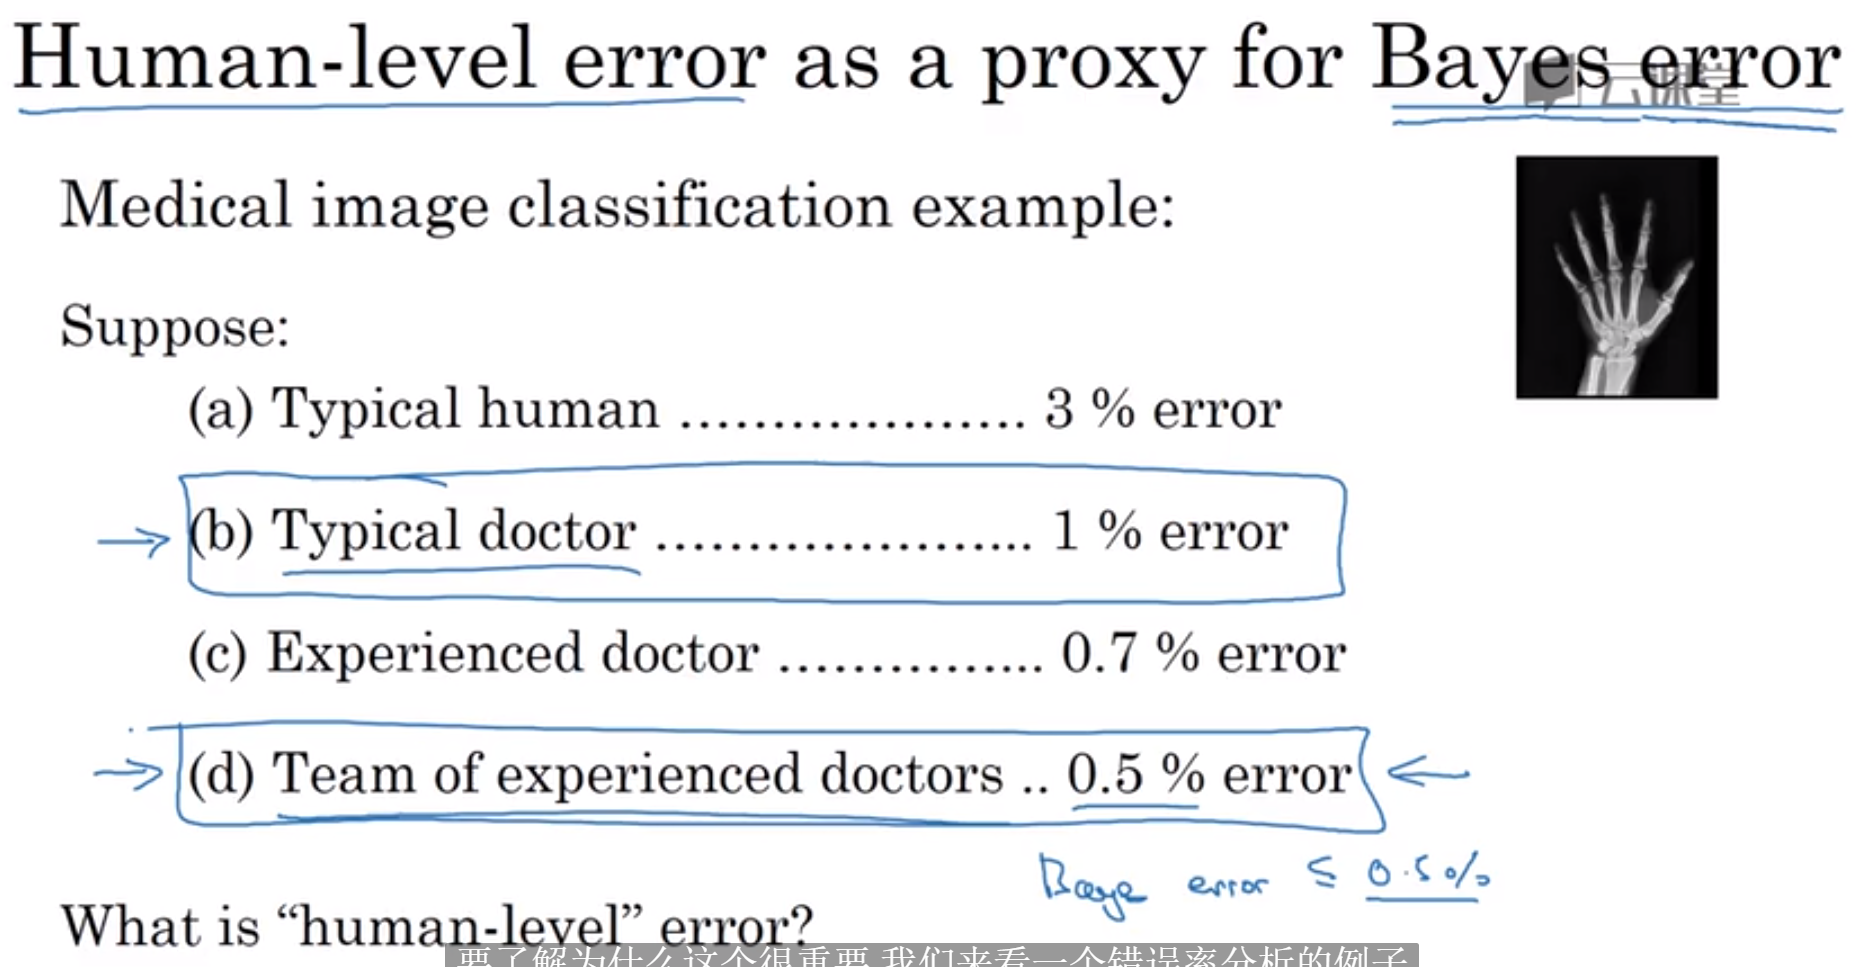 Human-level error as a proxy for Bayes error
云课堂
Medical image classification example:
Suppose:
(a) Typical human ................... 3 % error
(b) Typical doctor ..................... 1 % error
(c) Experienced doctor ............... 0.7 % error
(d) Team of experienced doctors .. 0.5 % error
Baye error ≤ 0.5%
What is “human-level” error?
要了解为什么这个很重要 我们来看一个错误率分析的例子